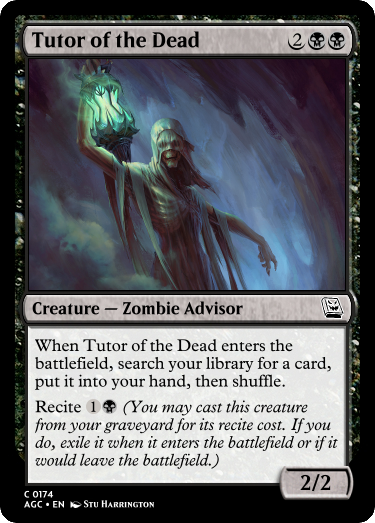 Tutor of the Dead 2
Creature — Zombie Advisor
When Tutor of the Dead enters the
battlefield, search your library for a card,
put it into your hand, then shuffle.
Recite 1 (You may cast this creature
from your graveyard for its recite cost. If you
do, exile it when it enters the battlefield or if it
would leave the battlefield.)
2/2
C 0174
AGC • EN Stu Harrington